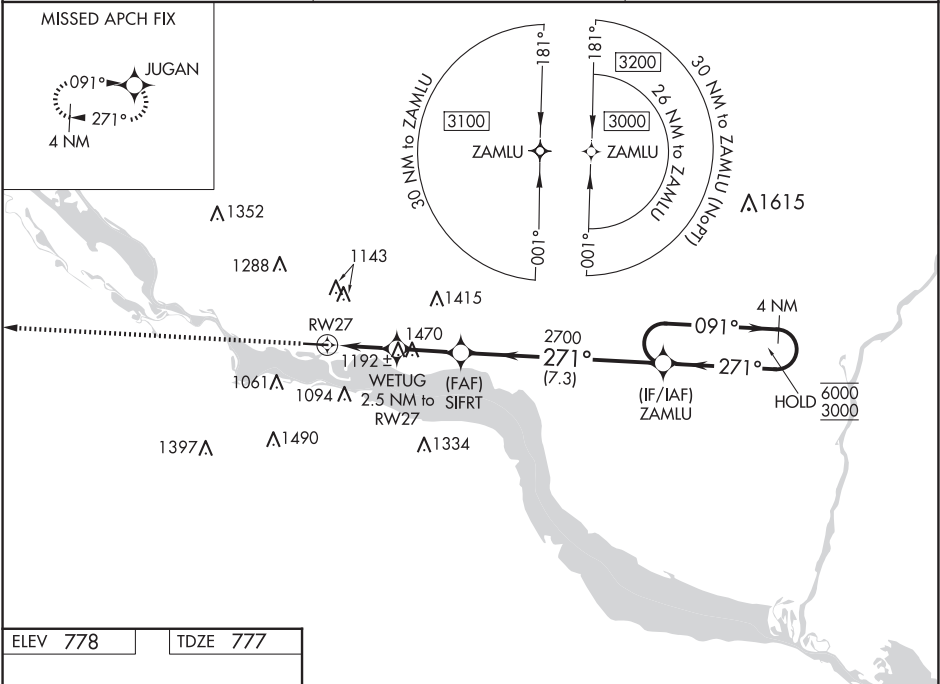 MISSED APCH FIX
JUGAN
091°
271°
4 NM
30 NM to ZAMLU
181°
3100
ZAMLU
001°
181°
3200
30 NM to ZAMLU (NoPT)
26 NM to ZAMLU
3000
ZAMLU
001°
1615
1352
1288
1143
1415
RW27
1470
1192 ±
WETUG
2.5 NM to
RW27
(FAF)
SIFRT
2700
271°
(7.3)
4 NM
091°
271°
(IF/IAF)
ZAMLU
HOLD
6000
3000
1061
1094
1397
1490
1334
ELEV 778
TDZE 777